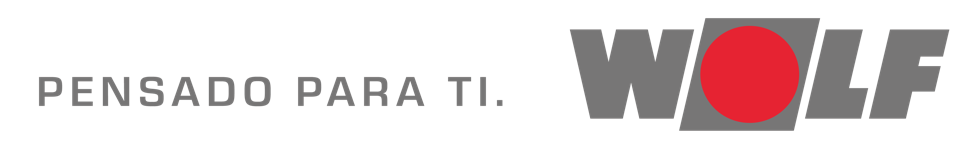 PENSADO PARA TI. WOLF